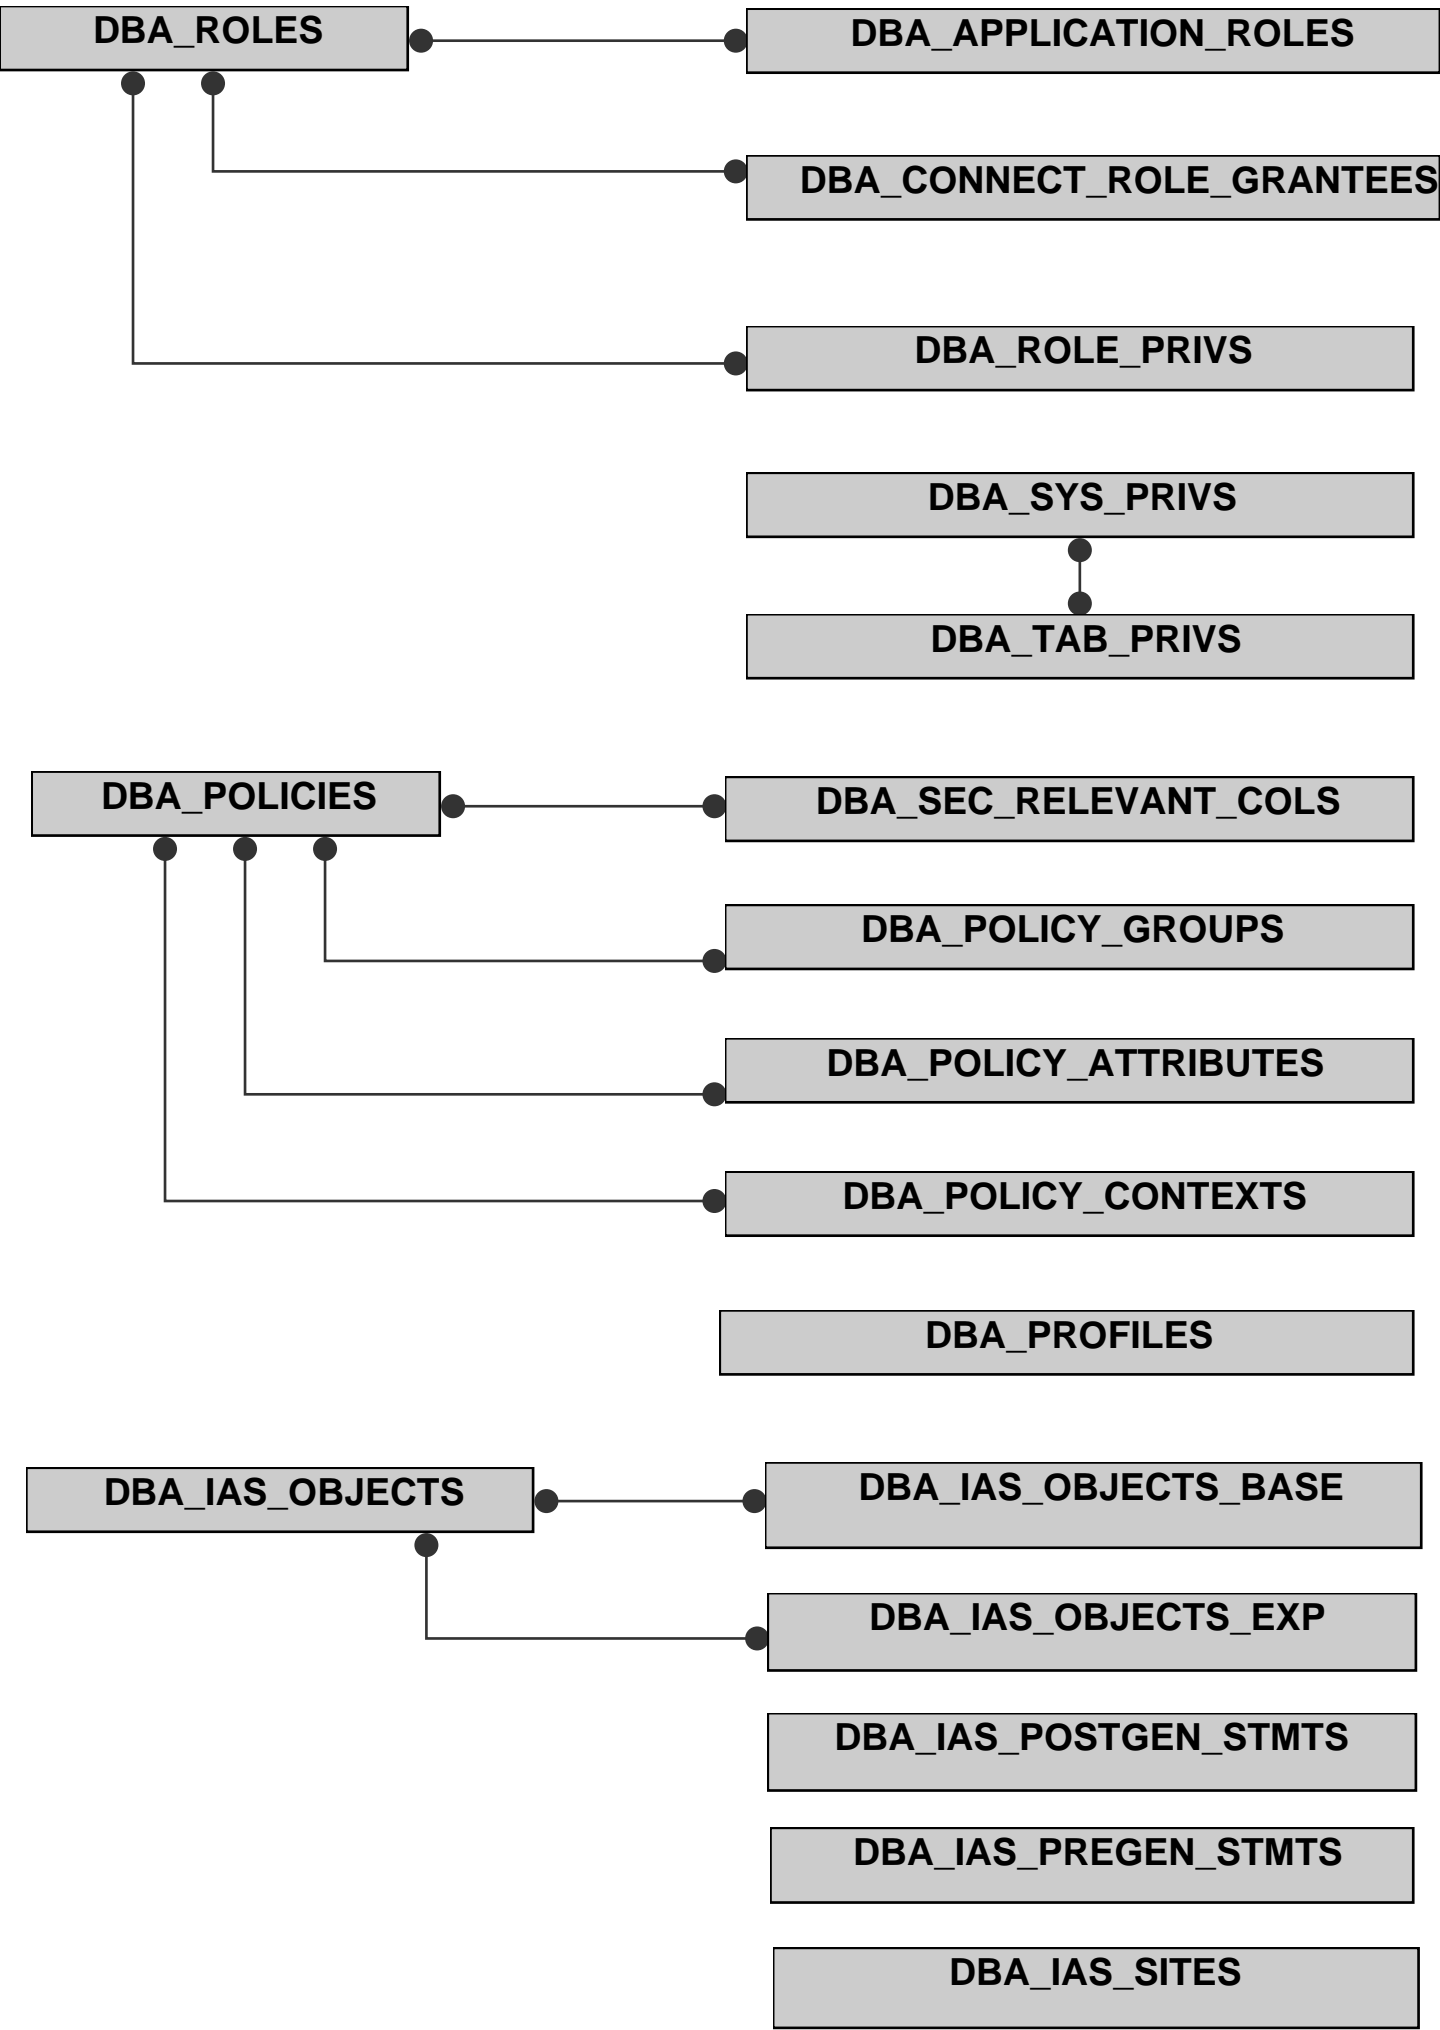 DBA_ROLES
DBA_APPLICATION_ROLES
DBA_CONNECT_ROLE_GRANTEES
DBA_ROLE_PRIVS
DBA_SYS_PRIVS
DBA_TAB_PRIVS
DBA_POLICIES
DBA_SEC_RELEVANT_COLS
DBA_POLICY_GROUPS
DBA_POLICY_ATTRIBUTES
DBA_POLICY_CONTEXTS
DBA_PROFILES
DBA_IAS_OBJECTS
DBA_IAS_OBJECTS_BASE
DBA_IAS_OBJECTS_EXP
DBA_IAS_POSTGEN_STMTS
DBA_IAS_PREGEN_STMTS
DBA_IAS_SITES